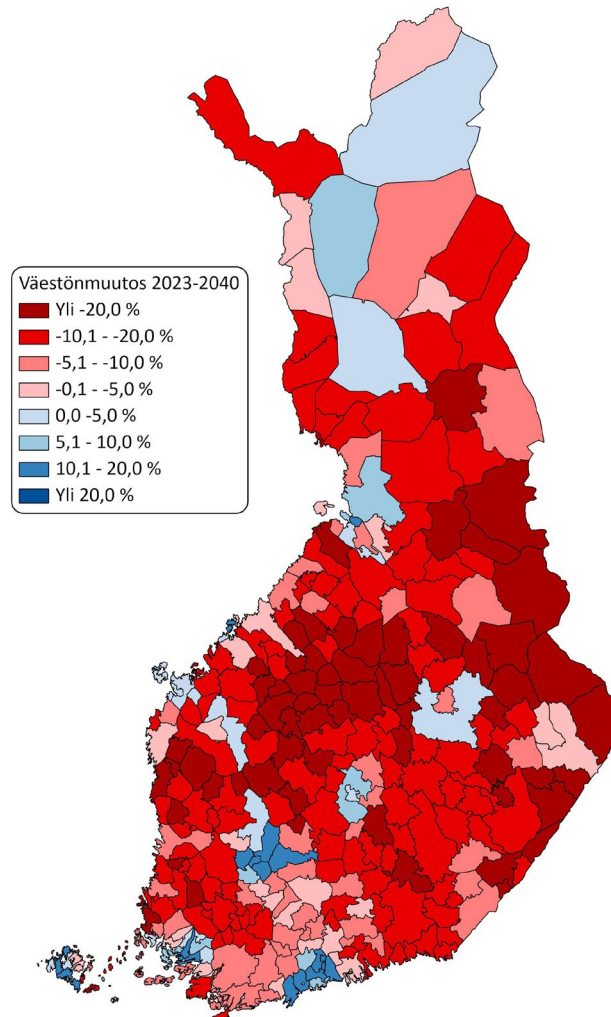 Väestönmuutos 2023-2040
Yli -20,0 %
-10,1 - -20,0 %
-5,1 - -10,0 %
-0,1 - -5,0 %
0,0 -5,0 %
5,1 - 10,0 %
10,1 - 20,0 %
Yli 20,0 %